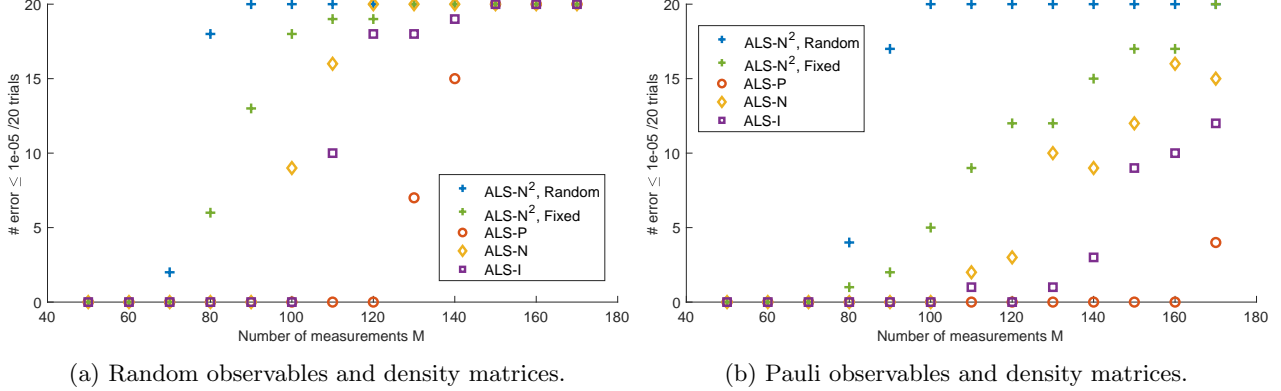 # error ≤ 1e-05 /20 trials
20
15
10
5
0
40
60
80
100
120
140
160
180
Number of measurements M
ALS-N², Random
ALS-N², Fixed
ALS-P
ALS-N
ALS-I
(a) Random observables and density matrices.
# error ≤ 1e-05 /20 trials
20
15
10
5
0
40
60
80
100
120
140
160
180
Number of measurements M
ALS-N², Random
ALS-N², Fixed
ALS-P
ALS-N
ALS-I
(b) Pauli observables and density matrices.